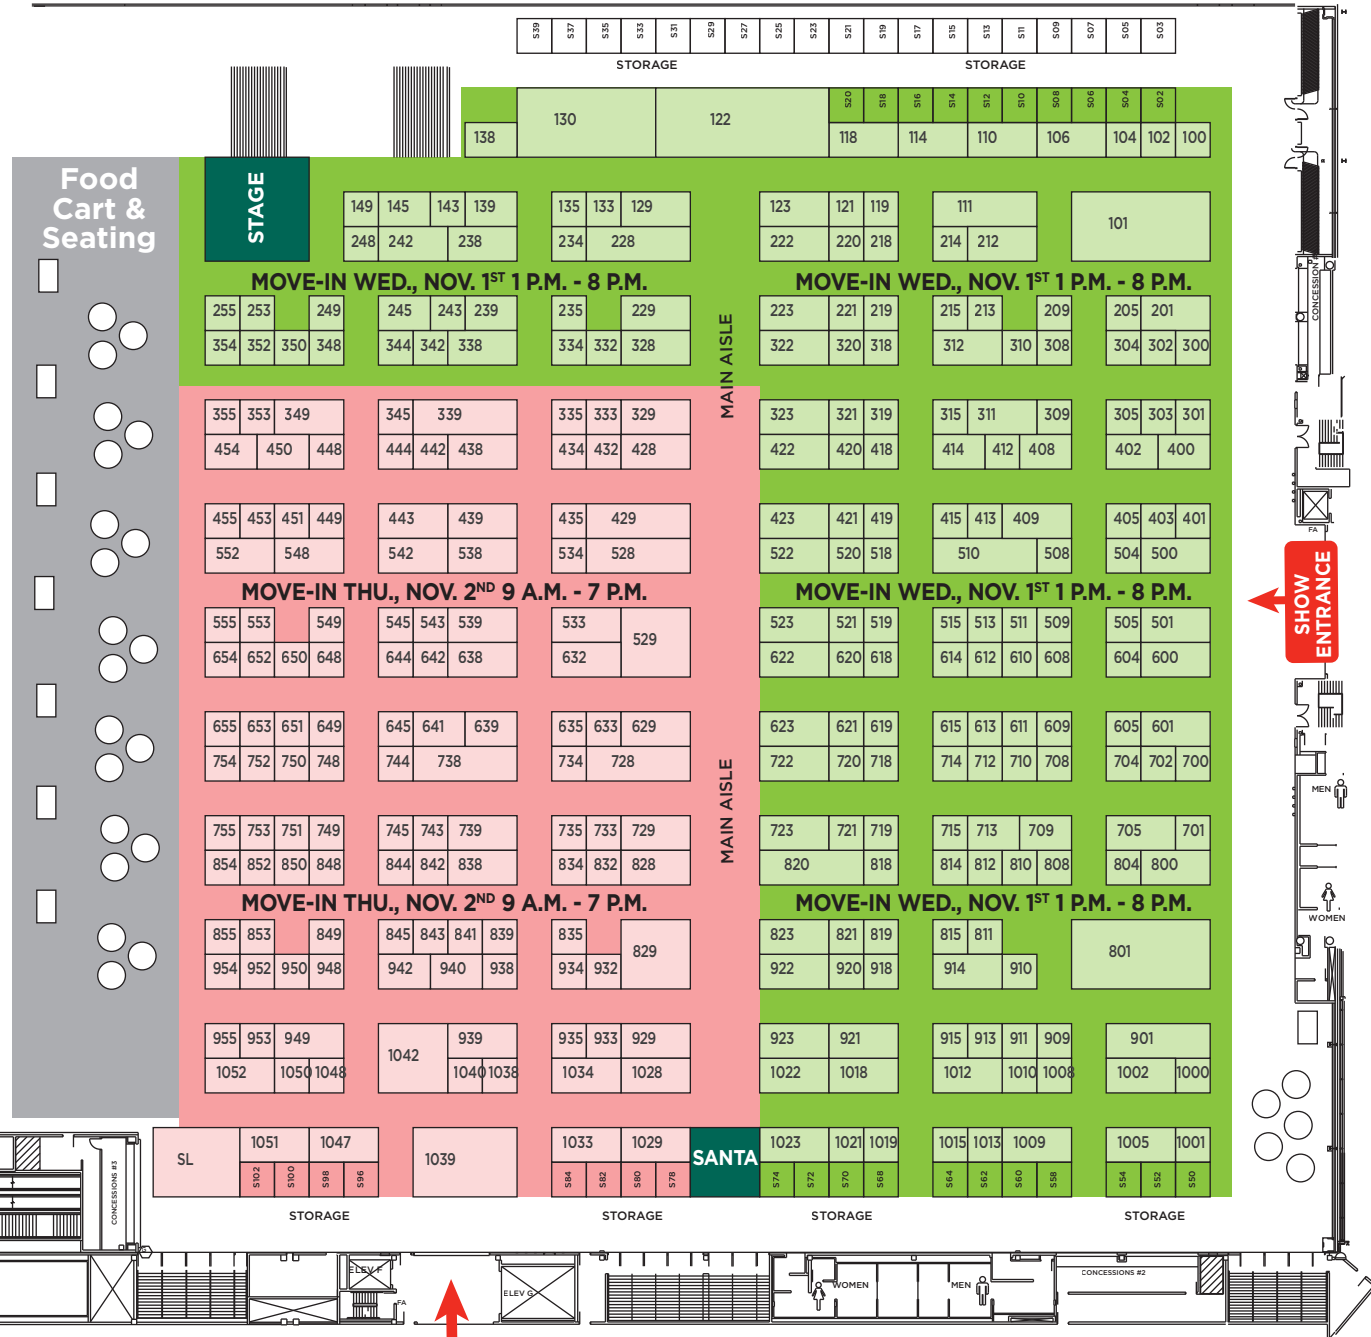 S39 S37 S35 S33 S31 S29 S27 S25 S23 S21 S19 S17 S15 S13 S11 S09 S07 S05 S03
STORAGE STORAGE
S20 S18 S16 S14 S12 S10 S08 S06 S04 S02
130 122
138 118 114 110 106 104 102 100
Food
Cart &
Seating
STAGE
149 145 143 139 135 133 129 123 121 119 111 101
248 242 238 234 228 222 220 218 214 212
MOVE-IN WED., NOV. 1ST 1 P.M. - 8 P.M. MOVE-IN WED., NOV. 1ST 1 P.M. - 8 P.M.
CONCESSION #
255 253 249 245 243 239 235 229 223 221 219 215 213 209 205 201
354 352 350 348 344 342 338 334 332 328 322 320 318 312 310 308 304 302 300
MAIN AISLE
355 353 349 345 339 335 333 329 323 321 319 315 311 309 305 303 301
454 450 448 444 442 438 434 432 428 422 420 418 414 412 408 402 400
455 453 451 449 443 439 435 429 423 421 419 415 413 409 405 403 401
FA
552 548 542 538 534 528 522 520 518 510 508 504 500
MOVE-IN THU., NOV. 2ND 9 A.M. - 7 P.M. MOVE-IN WED., NOV. 1ST 1 P.M. - 8 P.M.
SHOW
ENTRANCE
555 553 549 545 543 539 533 529 523 521 519 515 513 511 509 505 501
654 652 650 648 644 642 638 632 622 620 618 614 612 610 608 604 600
655 653 651 649 645 641 639 635 633 629 623 621 619 615 613 611 609 605 601
754 752 750 748 744 738 734 728 722 720 718 714 712 710 708 704 702 700
MAIN AISLE
MEN
755 753 751 749 745 743 739 735 733 729 723 721 719 715 713 709 705 701
854 852 850 848 844 842 838 834 832 828 820 818 814 812 810 808 804 800
MOVE-IN THU., NOV. 2ND 9 A.M. - 7 P.M. MOVE-IN WED., NOV. 1ST 1 P.M. - 8 P.M.
WOMEN
855 853 849 845 843 841 839 835 829 823 821 819 815 811 801
954 952 950 948 942 940 938 934 932 922 920 918 914 910
955 953 949 1042 939 935 933 929 923 921 915 913 911 909 901
1052 1050 1048 1040 1038 1034 1028 1022 1018 1012 1010 1008 1002 1000
SL 1051 1047 1039 1033 1029 SANTA 1023 1021 1019 1015 1013 1009 1005 1001
S102 S100 S98 S96 S84 S82 S80 S78 S74 S72 S70 S68 S64 S62 S60 S58 S54 S52 S50
CONCESSIONS #3
STORAGE STORAGE STORAGE STORAGE
ELEV F ELEV G WOMEN MEN CONCESSIONS #2
FA